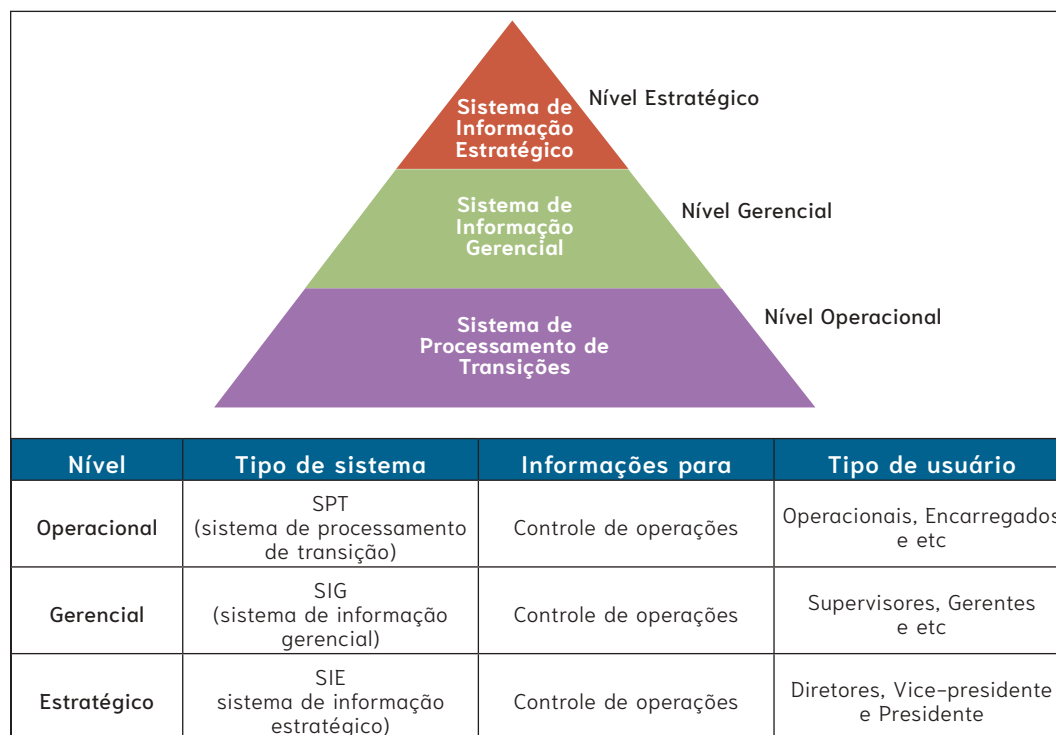 Nível Estratégico
Sistema de
Informação
Estratégico
Nível Gerencial
Sistema de
Informação
Gerencial
Nível Operacional
Sistema de
Processamento de
Transições
Nível Tipo de sistema Informações para Tipo de usuário
Operacional
SPT
(sistema de processamento
de transição)
Controle de operações
Operacionais, Encarregados
e etc
Gerencial
SIG
(sistema de informação
gerencial)
Controle de operações
Supervisores, Gerentes
e etc
Estratégico
SIE
sistema de informação
estratégico)
Controle de operações
Diretores, Vice-presidente
e Presidente